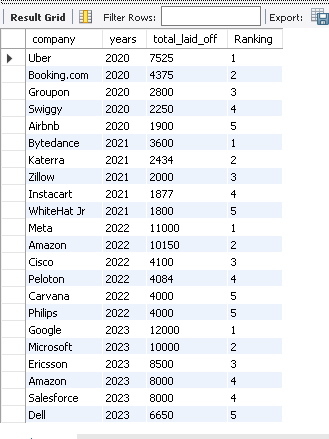 Result Grid Filter Rows: Export:
company years total_laid_off Ranking
Uber 2020 7525 1
Booking.com 2020 4375 2
Groupon 2020 2800 3
Swiggy 2020 2250 4
Airbnb 2020 1900 5
Bytedance 2021 3600 1
Katerra 2021 2434 2
Zillow 2021 2000 3
Instacart 2021 1877 4
WhiteHat Jr 2021 1800 5
Meta 2022 11000 1
Amazon 2022 10150 2
Cisco 2022 4100 3
Peloton 2022 4084 4
Carvana 2022 4000 5
Philips 2022 4000 5
Google 2023 12000 1
Microsoft 2023 10000 2
Ericsson 2023 8500 3
Amazon 2023 8000 4
Salesforce 2023 8000 4
Dell 2023 6650 5